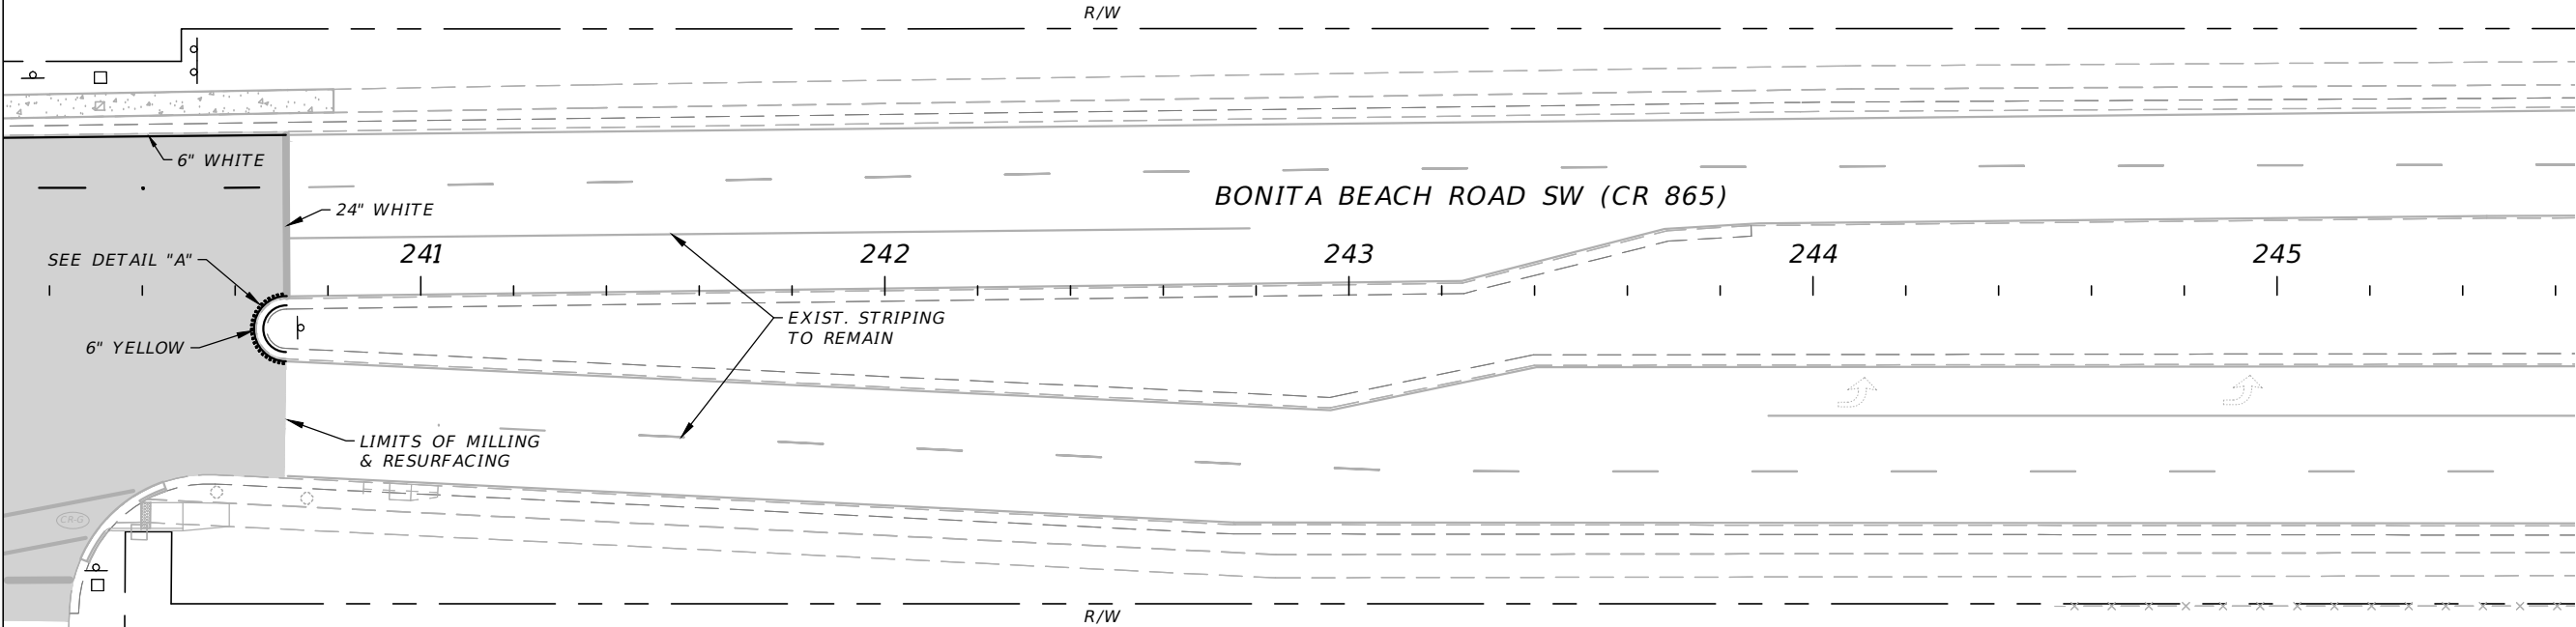 R/W
6" WHITE
24" WHITE
BONITA BEACH ROAD SW (CR 865)
SEE DETAIL "A"
241 242 243 244 245
6" YELLOW
EXIST. STRIPING
TO REMAIN
LIMITS OF MILLING
& RESURFACING
CR-G
R/W